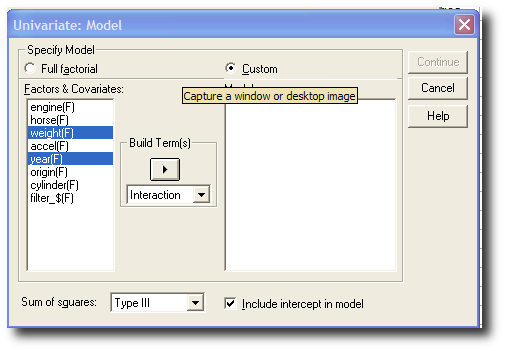 Univariate: Model
Specify Model
Full factorial
Custom
Continue
Cancel
Help
Factors & Covariates:
Capture a window or desktop image
engine(F)
horse(F)
weight(F)
accel(F)
year(F)
origin(F)
cylinder(F)
filter_$(F)
Build Term(s)
Interaction
Sum of squares:
Type III
Include intercept in model